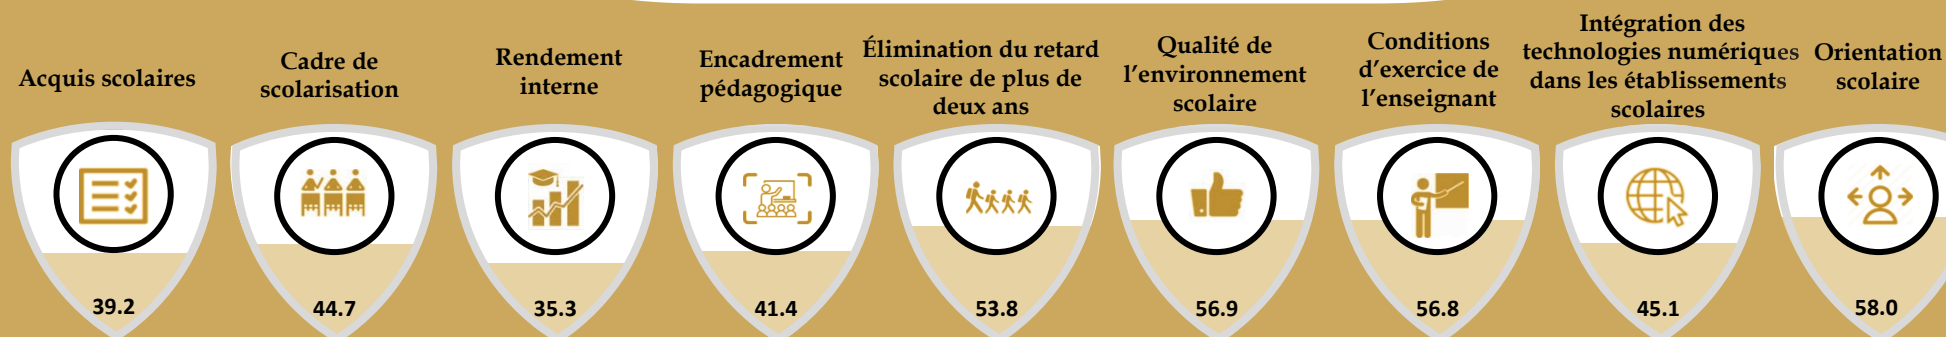 Acquis scolaires
39.2
Cadre de
scolarisation
44.7
Rendement
interne
35.3
Encadrement
pédagogique
41.4
Élimination du retard
scolaire de plus de
deux ans
53.8
Qualité de
l’environnement
scolaire
56.9
Conditions
d’exercice de
l’enseignant
56.8
Intégration des
technologies numériques
dans les établissements
scolaires
45.1
Orientation
scolaire
58.0